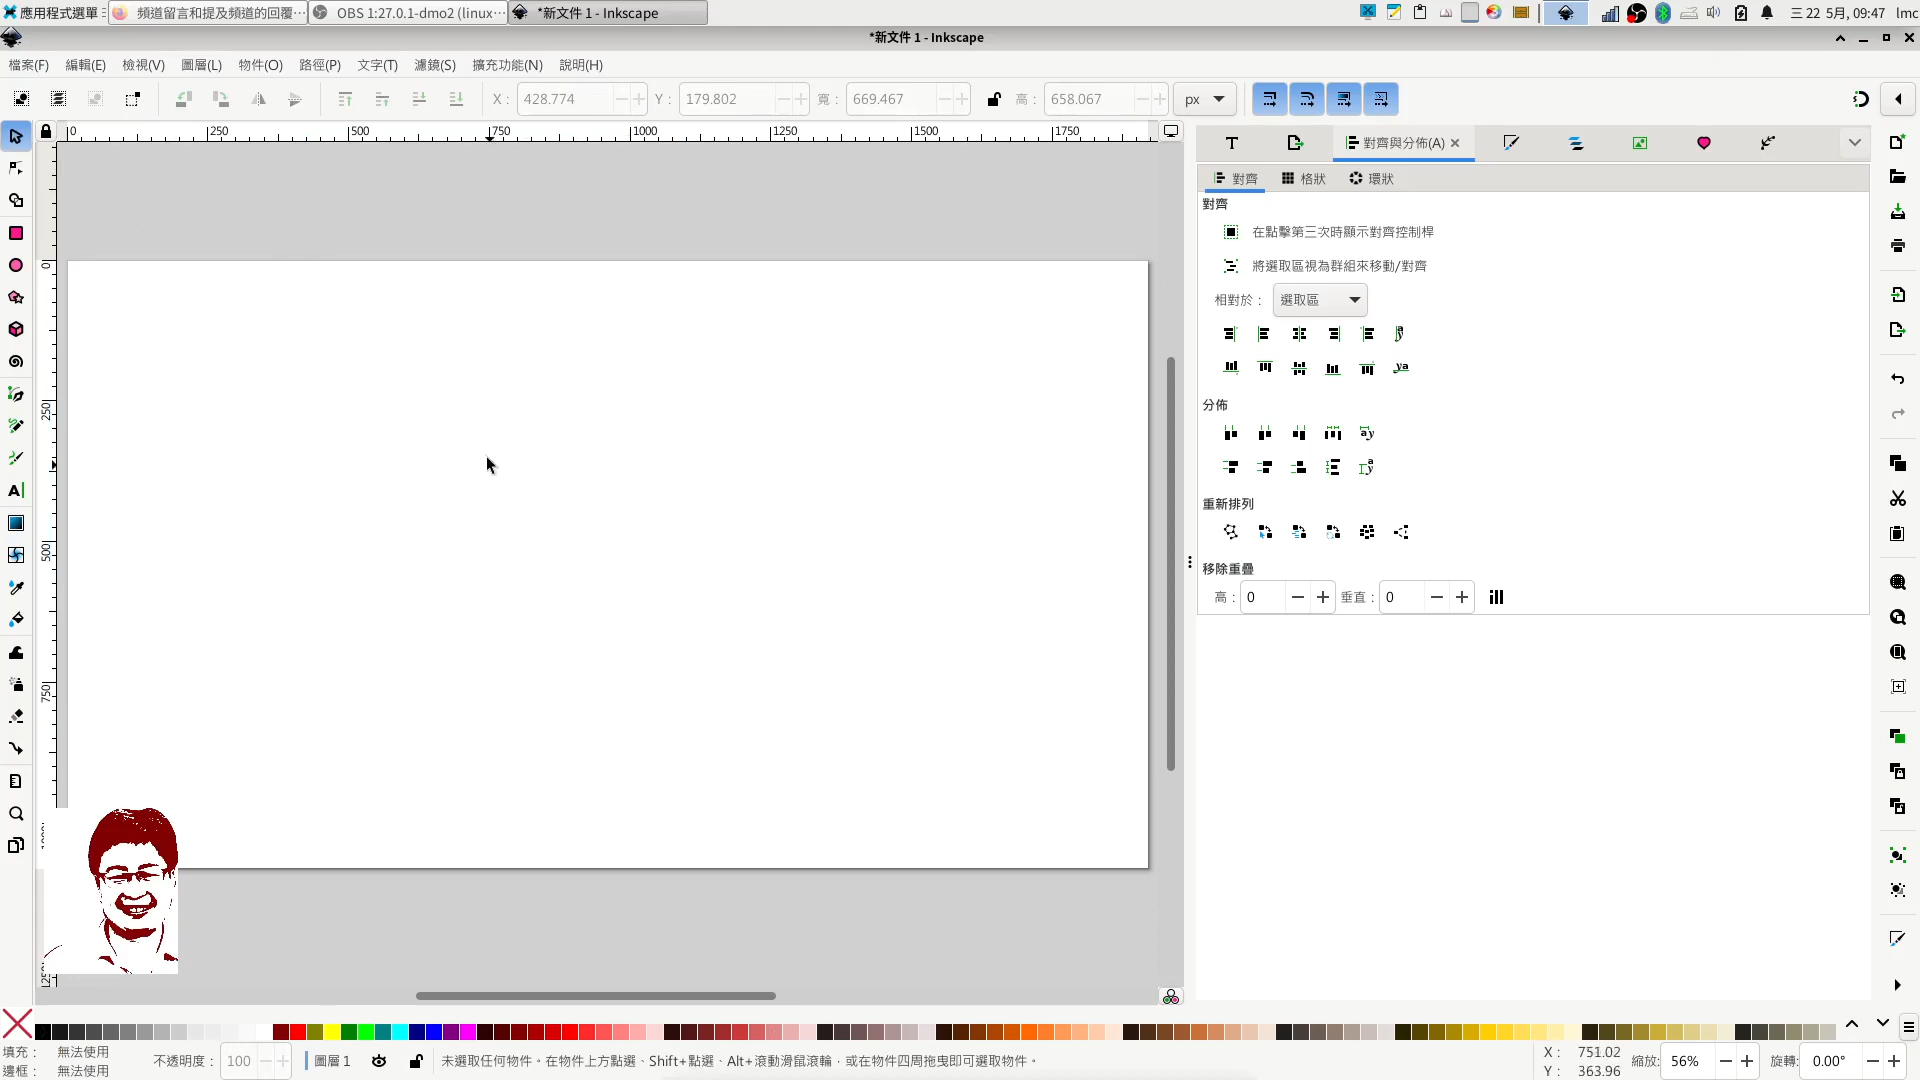 應用程式選單
頻道留言和提及頻道的回覆⋯
OBS 1:27.0.1-dmo2 (linux⋯
*新文件 1 - Inkscape
三 22 5月, 09:47
lmc
*新文件 1 - Inkscape
檔案(F) 編輯(E) 檢視(V) 圖層(L) 物件(O) 路徑(P) 文字(T) 濾鏡(S) 擴充功能(N) 說明(H)
X: 428.774 Y: 179.802 寬: 669.467 高: 658.067 px
0 250 500 750 1000 1250 1500 1750
0
250
500
750
對齊與分佈(A)
對齊 格狀 環狀
對齊
在點擊第三次時顯示對齊控制桿
將選取區視為群組來移動/對齊
相對於: 選取區
分佈
重新排列
移除重疊
高: 0 垂直: 0
填充: 無法使用
邊框: 無法使用
不透明度: 100
圖層 1
未選取任何物件。在物件上方點選、Shift+點選、Alt+滾動滑鼠滾輪,或在物件四周拖曳即可選取物件。
X: 751.02
Y: 363.96
縮放: 56%
旋轉: 0.00°